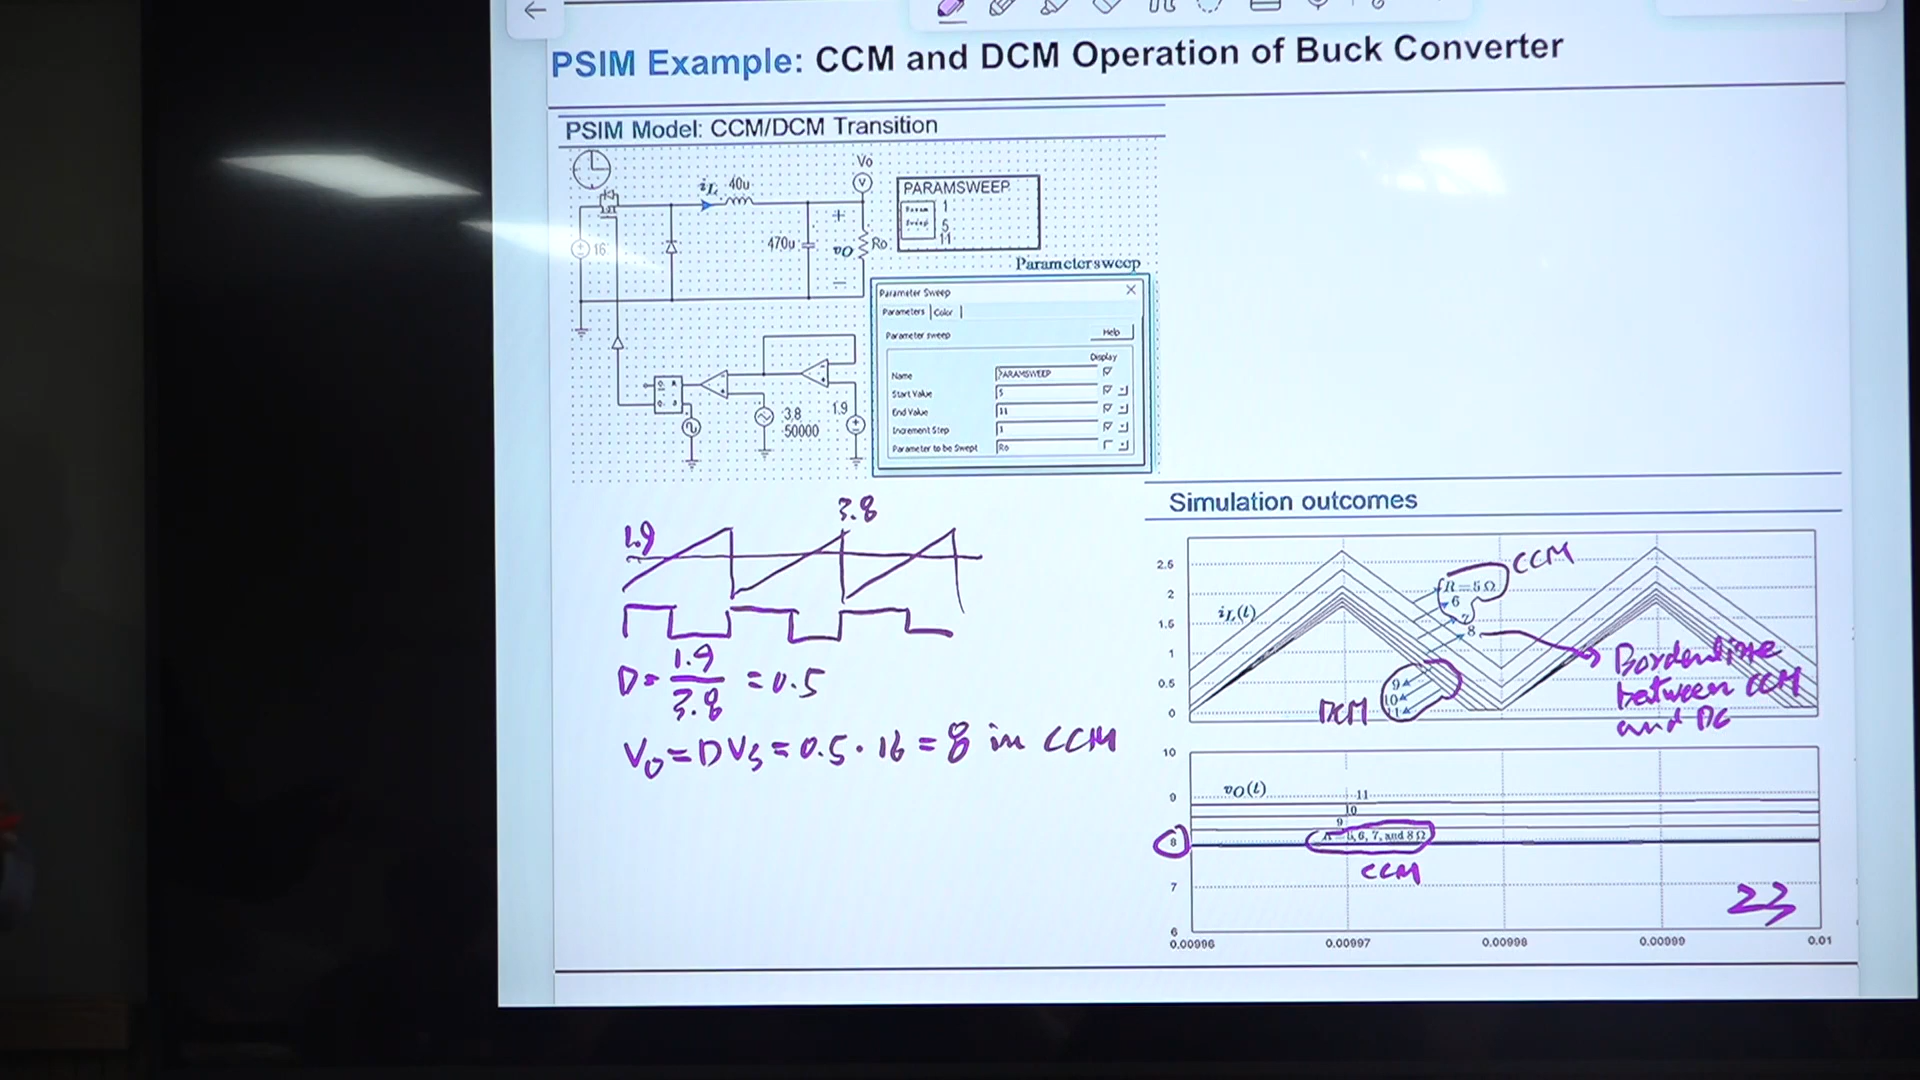 PSIM Example: CCM and DCM Operation of Buck Converter
PSIM Model: CCM/DCM Transition
Vo
V
iL
40u
16
470u
+
vO
−
Ro
PARAMSWEEP
Param
Sweep
1
5
11
Parameter sweep
Parameter Sweep
Parameters
Color
Parameter sweep
Help
Display
Name
PARAMSWEEP
Start Value
5
End Value
11
Increment Step
1
Parameter to be Swept
Ro
3.8
50000
1.9
1.9
3.8
D = 1.9 / 3.8 = 0.5
Vo = DVs = 0.5 · 16 = 8 in CCM
Simulation outcomes
2.5
2
1.5
1
0.5
0
iL(t)
R = 5 Ω
6
7
8
9
10
11
CCM
DCM
Borderline
between CCM
and DC
10
9
8
7
6
vO(t)
11
10
9
R = 5, 6, 7, and 8 Ω
CCM
23
0.00996
0.00997
0.00998
0.00999
0.01